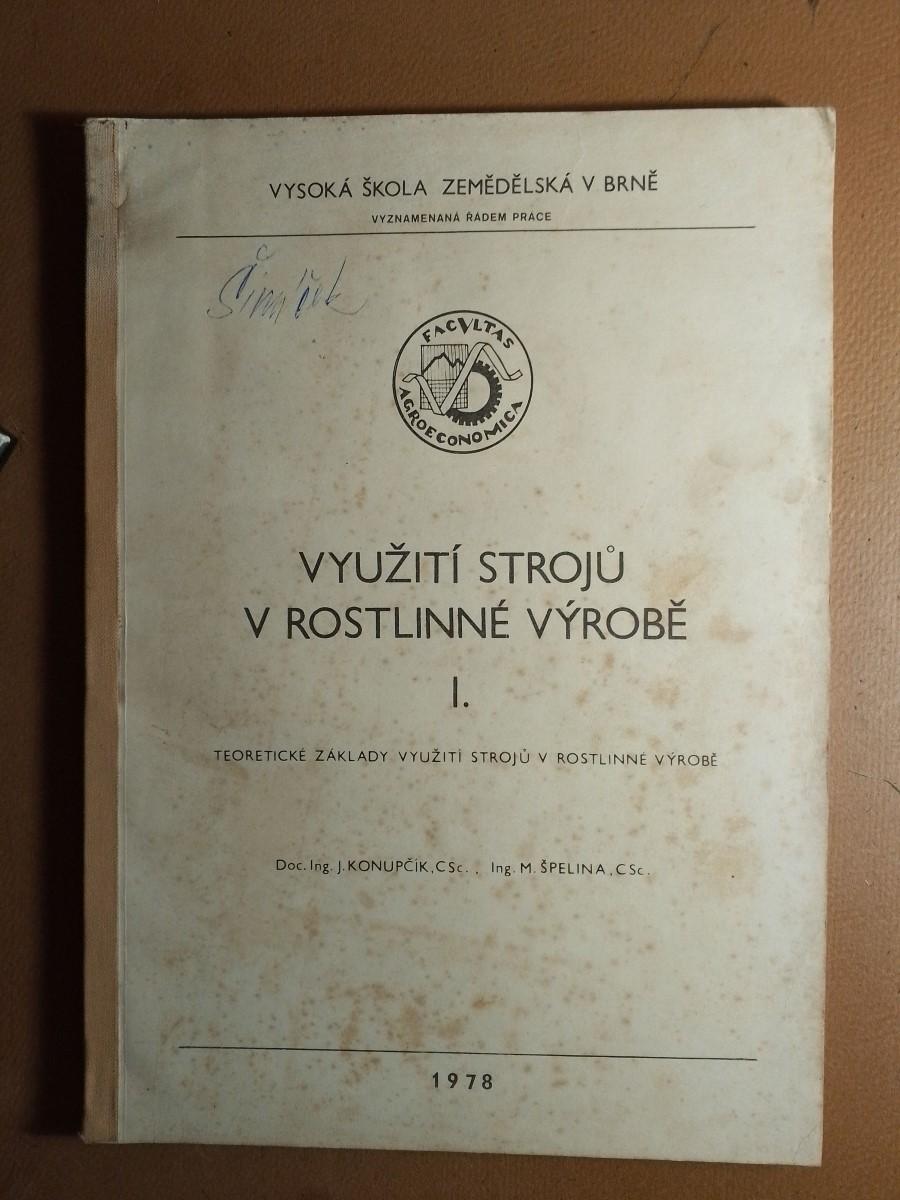 VYSOKÁ ŠKOLA ZEMĚDĚLSKÁ V BRNĚ
VYZNAMENANÁ ŘÁDEM PRÁCE
FACVLTAS
AGROECONOMICA
VYUŽITÍ STROJŮ
V ROSTLINNÉ VÝROBĚ
I.
TEORETICKÉ ZÁKLADY VYUŽITÍ STROJŮ V ROSTLINNÉ VÝROBĚ
Doc. Ing. J. KONUPČÍK, CSc., Ing. M. ŠPELINA, CSc.
1978